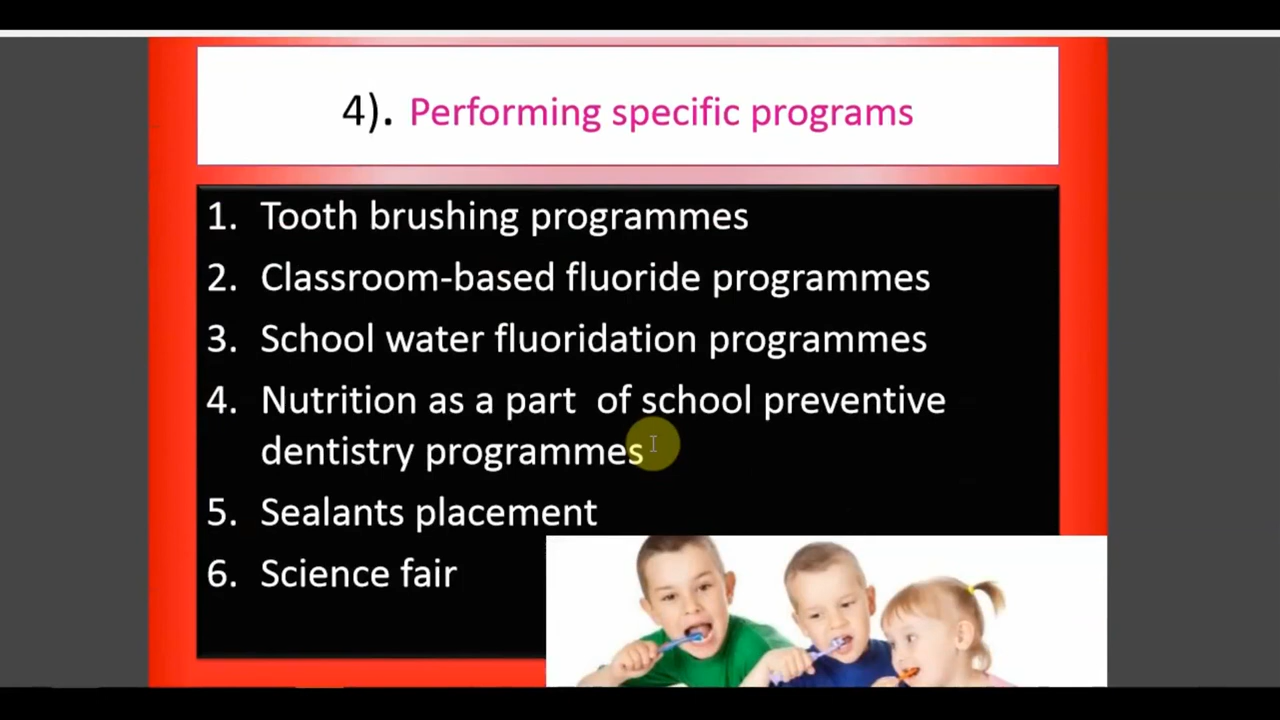 4). Performing specific programs
1. Tooth brushing programmes
2. Classroom-based fluoride programmes
3. School water fluoridation programmes
4. Nutrition as a part of school preventive
dentistry programmes
5. Sealants placement
6. Science fair